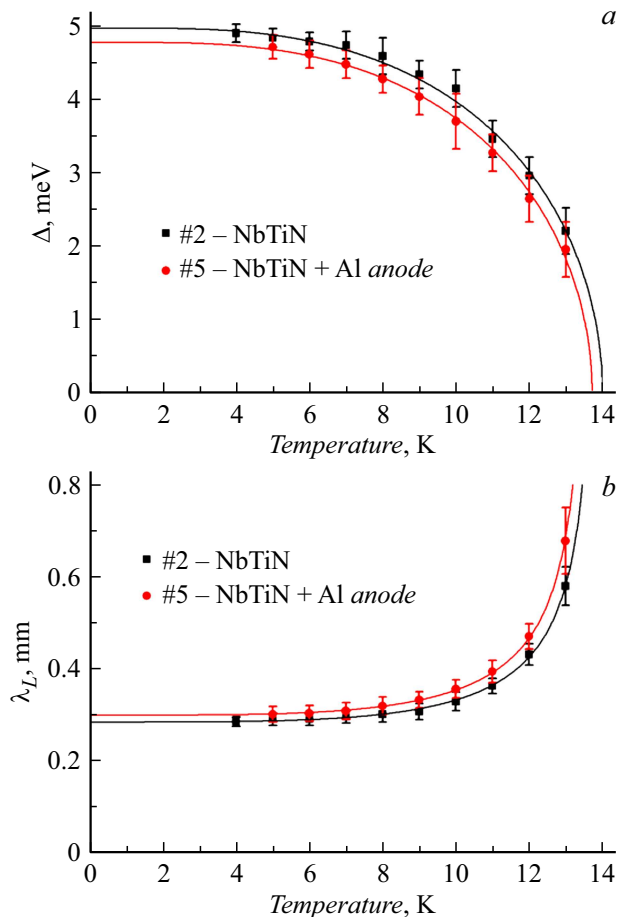 a
5
4
3
2
1
0
Δ, meV
#2 – NbTiN
#5 – NbTiN + Al anode
0 2 4 6 8 10 12 14
Temperature, K
b
0.8
0.6
0.4
0.2
0
λL, mm
#2 – NbTiN
#5 – NbTiN + Al anode
0 2 4 6 8 10 12 14
Temperature, K